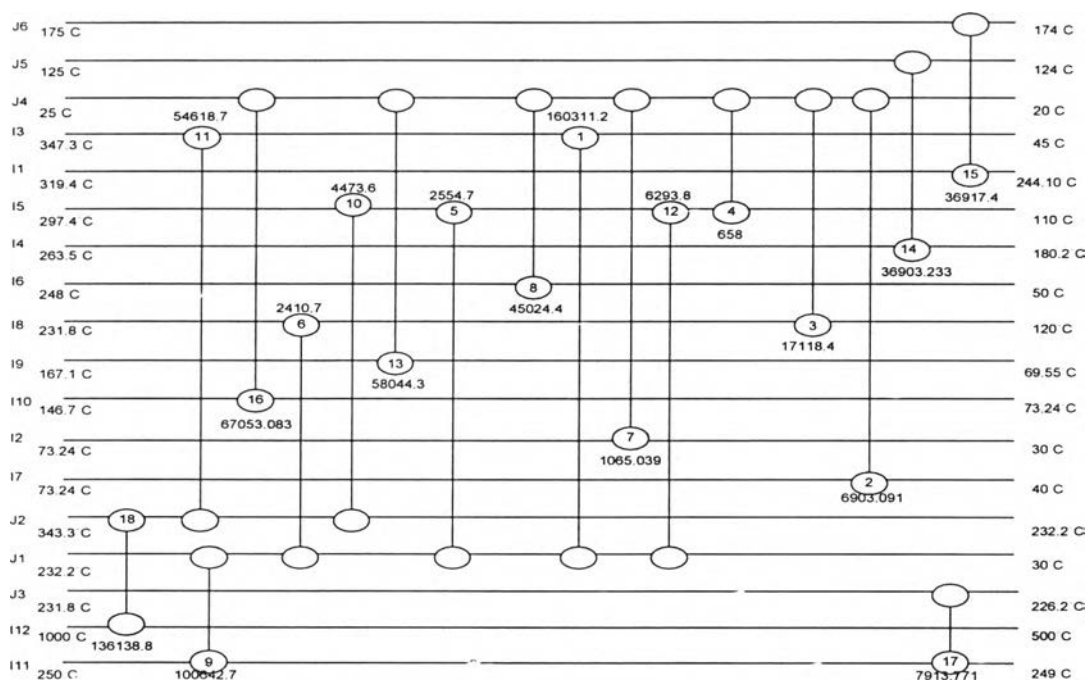 J6 175 C 174 C
J5 125 C 124 C
J4 25 C 20 C
54618.7 160311.2
I3 347.3 C 11 1 45 C
I1 319.4 C 15 244.10 C
36917.4
4473.6 2554.7 6293.8
I5 297.4 C 10 5 12 4 110 C
658
I4 263.5 C 14 180.2 C
36903.233
I6 248 C 8 50 C
45024.4
2410.7
I8 231.8 C 6 3 120 C
17118.4
I9 167.1 C 13 69.55 C
58044.3
I10 146.7 C 16 73.24 C
67053.083
I2 73.24 C 7 30 C
1065.039
I7 73.24 C 2 40 C
6903.091
J2 343.3 C 18 232.2 C
J1 232.2 C 30 C
J3 231.8 C 226.2 C
I12 1000 C 500 C
136138.8
I11 250 C 9 17 249 C
100642.7 7913.771